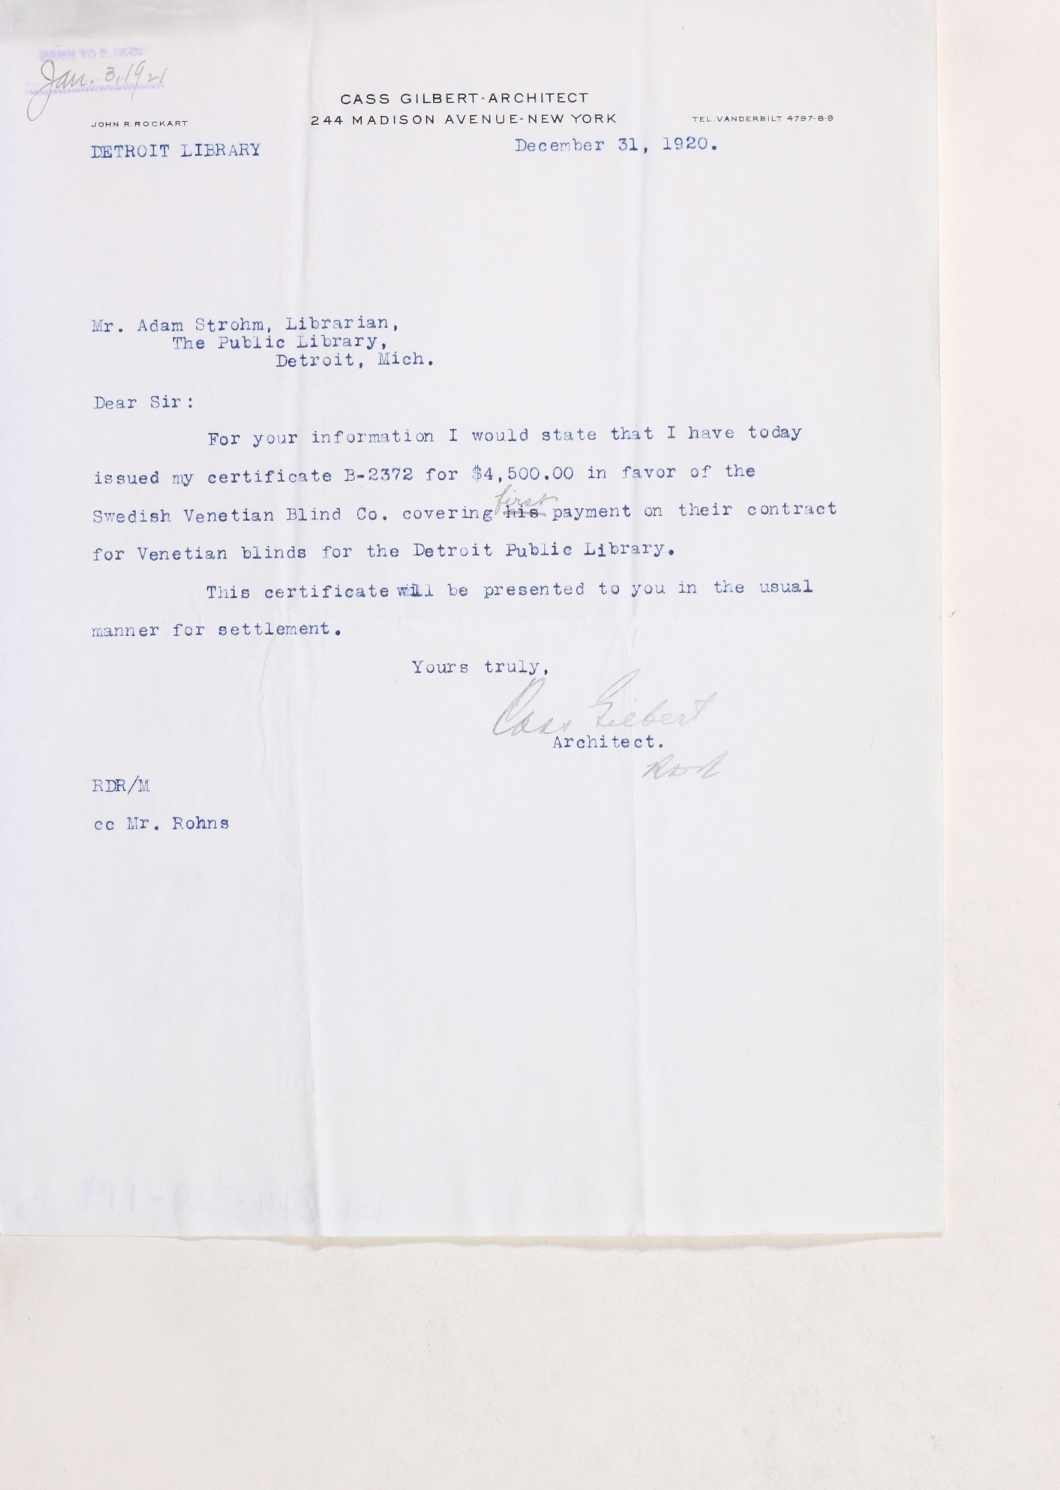 Jan. 3, 1921
CASS GILBERT·ARCHITECT
244 MADISON AVENUE·NEW YORK
JOHN R. ROCKART
TEL. VANDERBILT 4797-8-9
DETROIT LIBRARY
December 31, 1920.
Mr. Adam Strohm, Librarian,
The Public Library,
Detroit, Mich.
Dear Sir:
For your information I would state that I have today
issued my certificate B-2372 for $4,500.00 in favor of the
first
Swedish Venetian Blind Co. covering his payment on their contract
for Venetian blinds for the Detroit Public Library.
This certificate will be presented to you in the usual
manner for settlement.
Yours truly,
Cass Gilbert
Architect.
RDR/M
cc Mr. Rohns